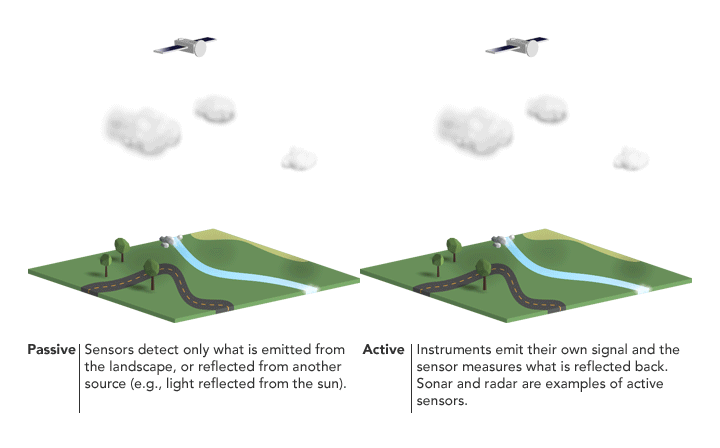 Passive
Sensors detect only what is emitted from
the landscape, or reflected from another
source (e.g., light reflected from the sun).
Active
Instruments emit their own signal and the
sensor measures what is reflected back.
Sonar and radar are examples of active
sensors.